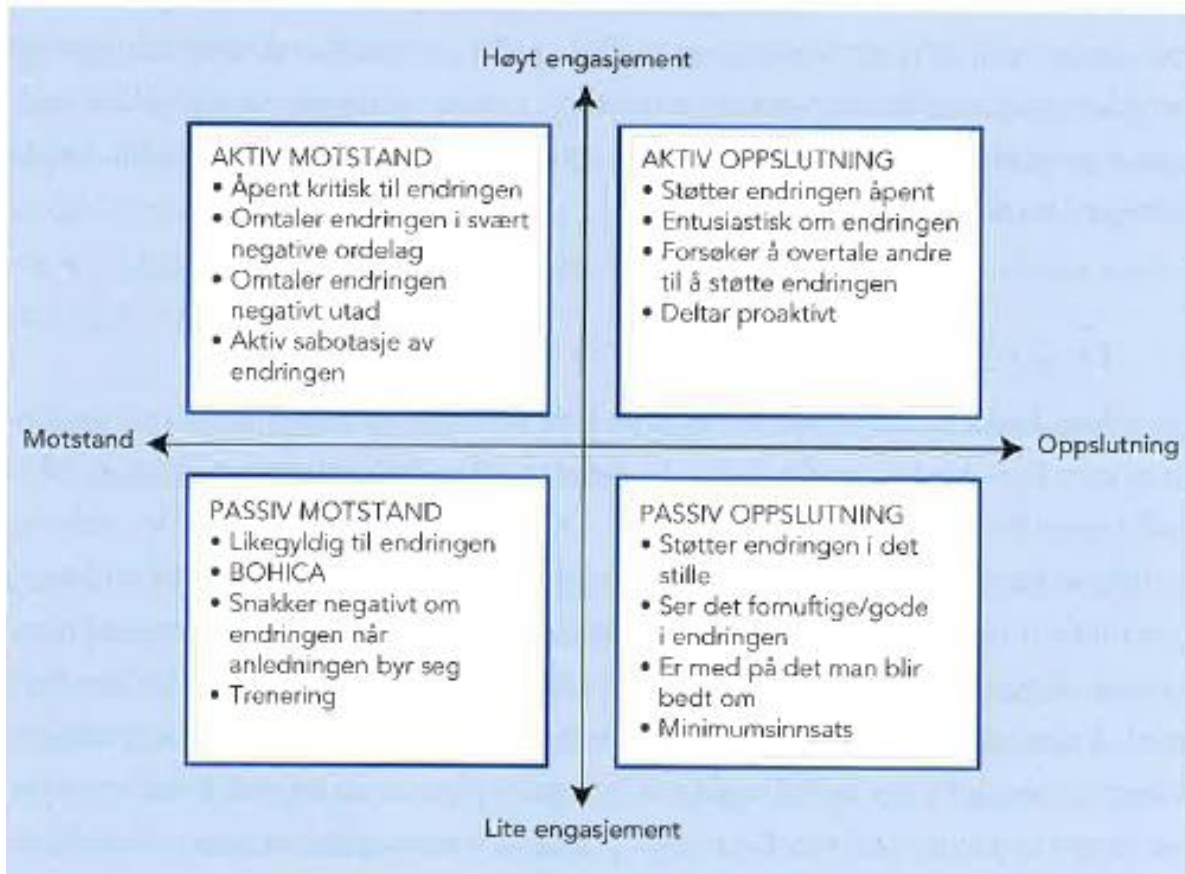 Høyt engasjement
AKTIV MOTSTAND
• Åpent kritisk til endringen
• Omtaler endringen i svært
negative ordelag
• Omtaler endringen
negativt utad
• Aktiv sabotasje av
endringen
AKTIV OPPSLUTNING
• Støtter endringen åpent
• Entusiastisk om endringen
• Forsøker å overtale andre
til å støtte endringen
• Deltar proaktivt
Motstand
Oppslutning
PASSIV MOTSTAND
• Likegyldig til endringen
• BOHICA
• Snakker negativt om
endringen når
anledningen byr seg
• Trenering
PASSIV OPPSLUTNING
• Støtter endringen i det
stille
• Ser det fornuftige/gode
i endringen
• Er med på det man blir
bedt om
• Minimumsinnsats
Lite engasjement